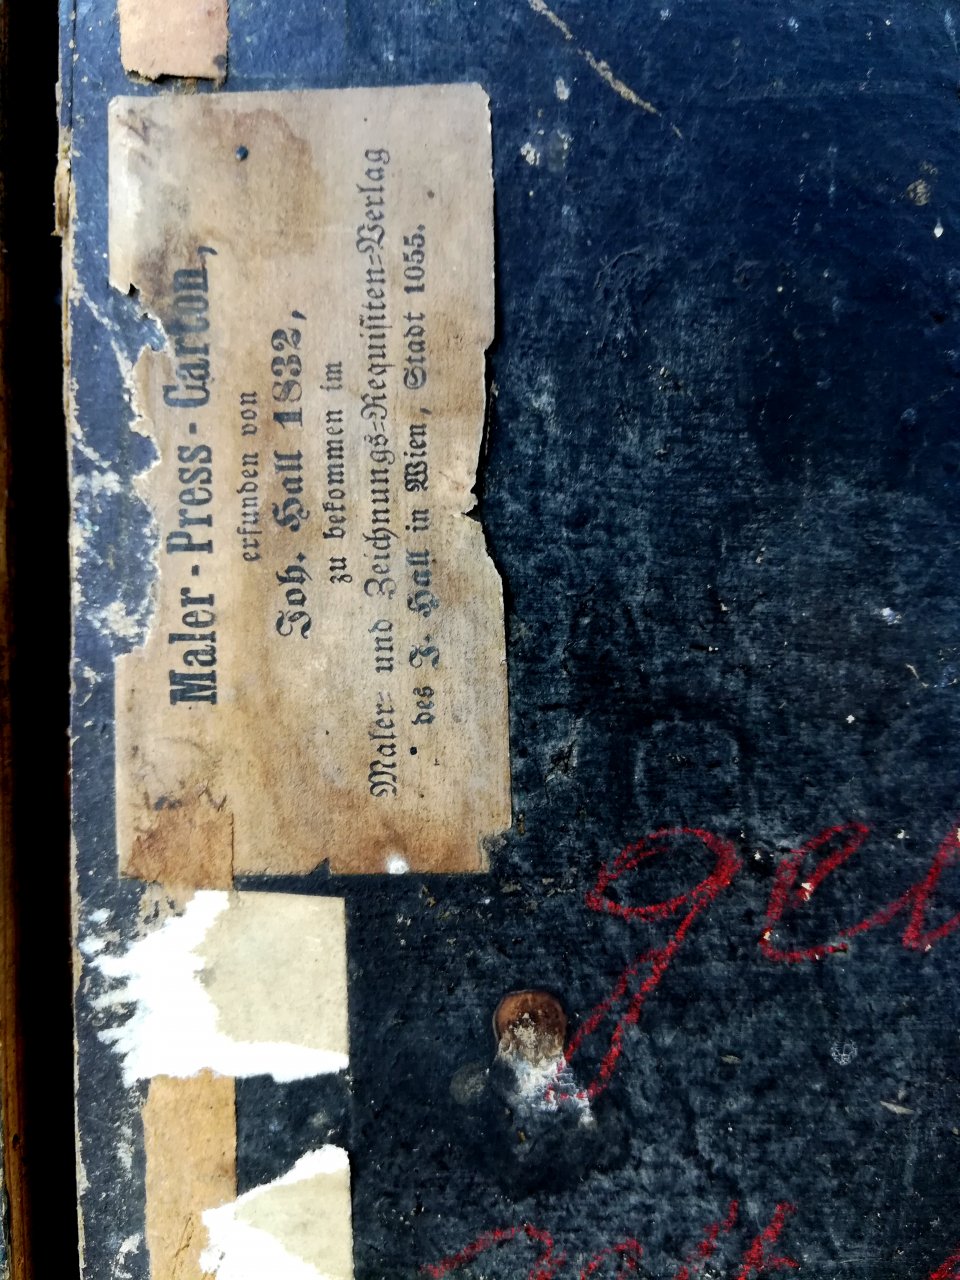 Maler-Press-Carton,
erfunden von
Joh. Hall 1832,
zu bekommen im
Maler= und Zeichnungs=Requisiten=Verlag
des J. Hall in Wien, Stadt 1055.